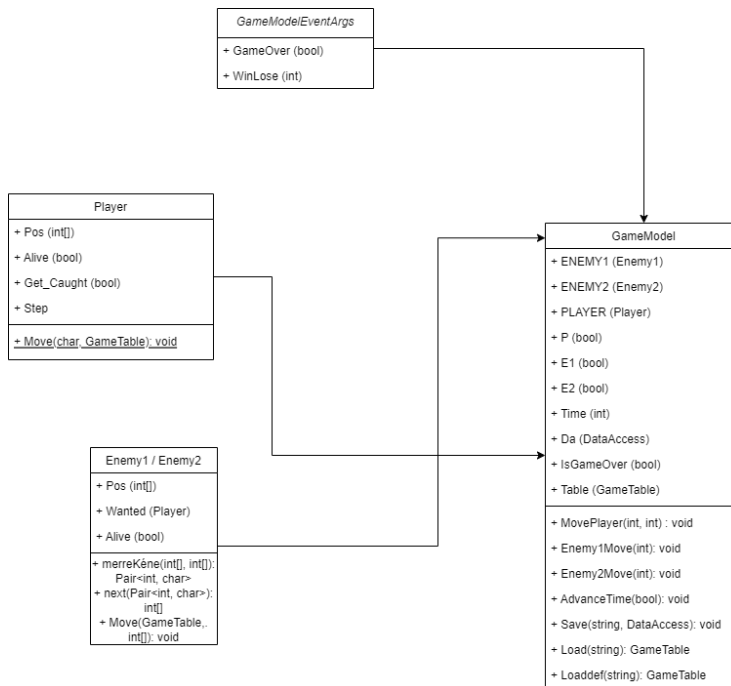 GameModelEventArgs
+ GameOver (bool)
+ WinLose (int)
Player
+ Pos (int[])
+ Alive (bool)
+ Get_Caught (bool)
+ Step
+ Move(char, GameTable): void
Enemy1 / Enemy2
+ Pos (int[])
+ Wanted (Player)
+ Alive (bool)
+ merreKéne(int[], int[]):
Pair<int, char>
+ next(Pair<int, char>):
int[]
+ Move(GameTable,.
int[]): void
GameModel
+ ENEMY1 (Enemy1)
+ ENEMY2 (Enemy2)
+ PLAYER (Player)
+ P (bool)
+ E1 (bool)
+ E2 (bool)
+ Time (int)
+ Da (DataAccess)
+ IsGameOver (bool)
+ Table (GameTable)
+ MovePlayer(int, int) : void
+ Enemy1Move(int): void
+ Enemy2Move(int): void
+ AdvanceTime(bool): void
+ Save(string, DataAccess): void
+ Load(string): GameTable
+ Loaddef(string): GameTable